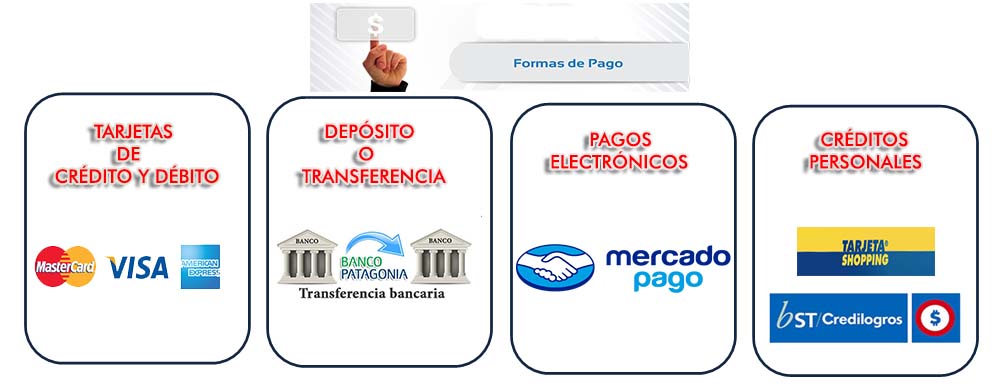 $
Formas de Pago
TARJETAS
DE
CRÉDITO Y DÉBITO
MasterCard
VISA
AMERICAN
EXPRESS
DEPÓSITO
O
TRANSFERENCIA
BANCO
BANCO
BANCO
PATAGONIA
Transferencia bancaria
PAGOS
ELECTRÓNICOS
mercado
pago
CRÉDITOS
PERSONALES
TARJETA®
SHOPPING
bST/Credilogros
$